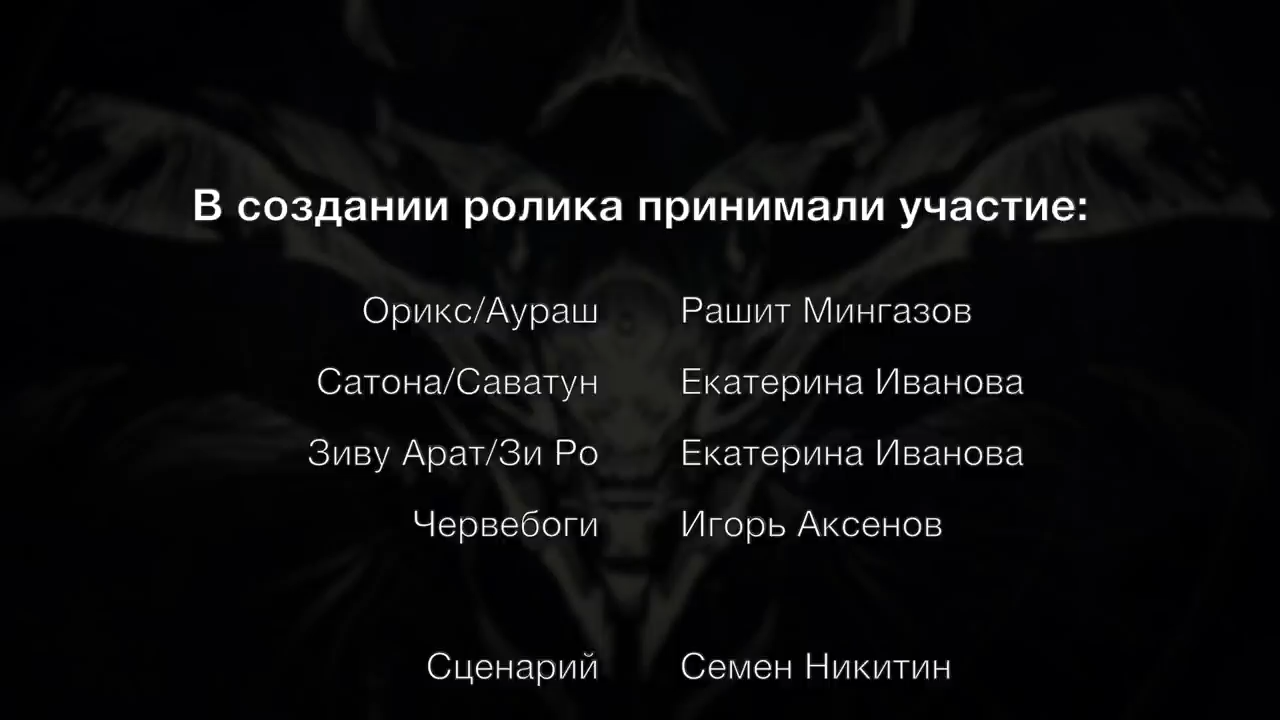 В создании ролика принимали участие:
Орикс/Аураш Рашит Мингазов
Сатона/Саватун Екатерина Иванова
Зиву Арат/Зи Ро Екатерина Иванова
Червебоги Игорь Аксенов
Сценарий Семен Никитин